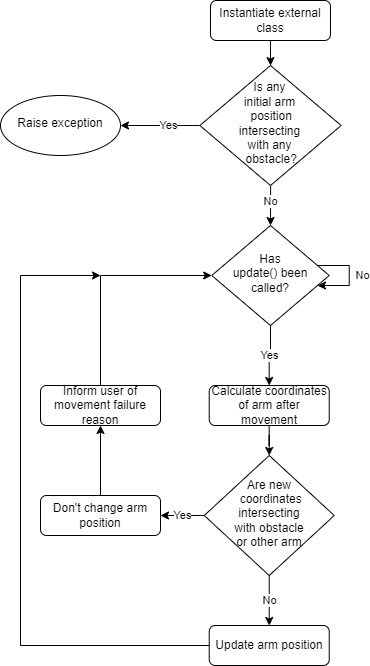 Instantiate external
class
Is any
initial arm
position
intersecting
with any
obstacle?
Yes
Raise exception
No
Has
update() been
called?
No
Yes
Inform user of
movement failure
reason
Calculate coordinates
of arm after
movement
Are new
coordinates
intersecting
with obstacle
or other arm
Yes
Don't change arm
position
No
Update arm position